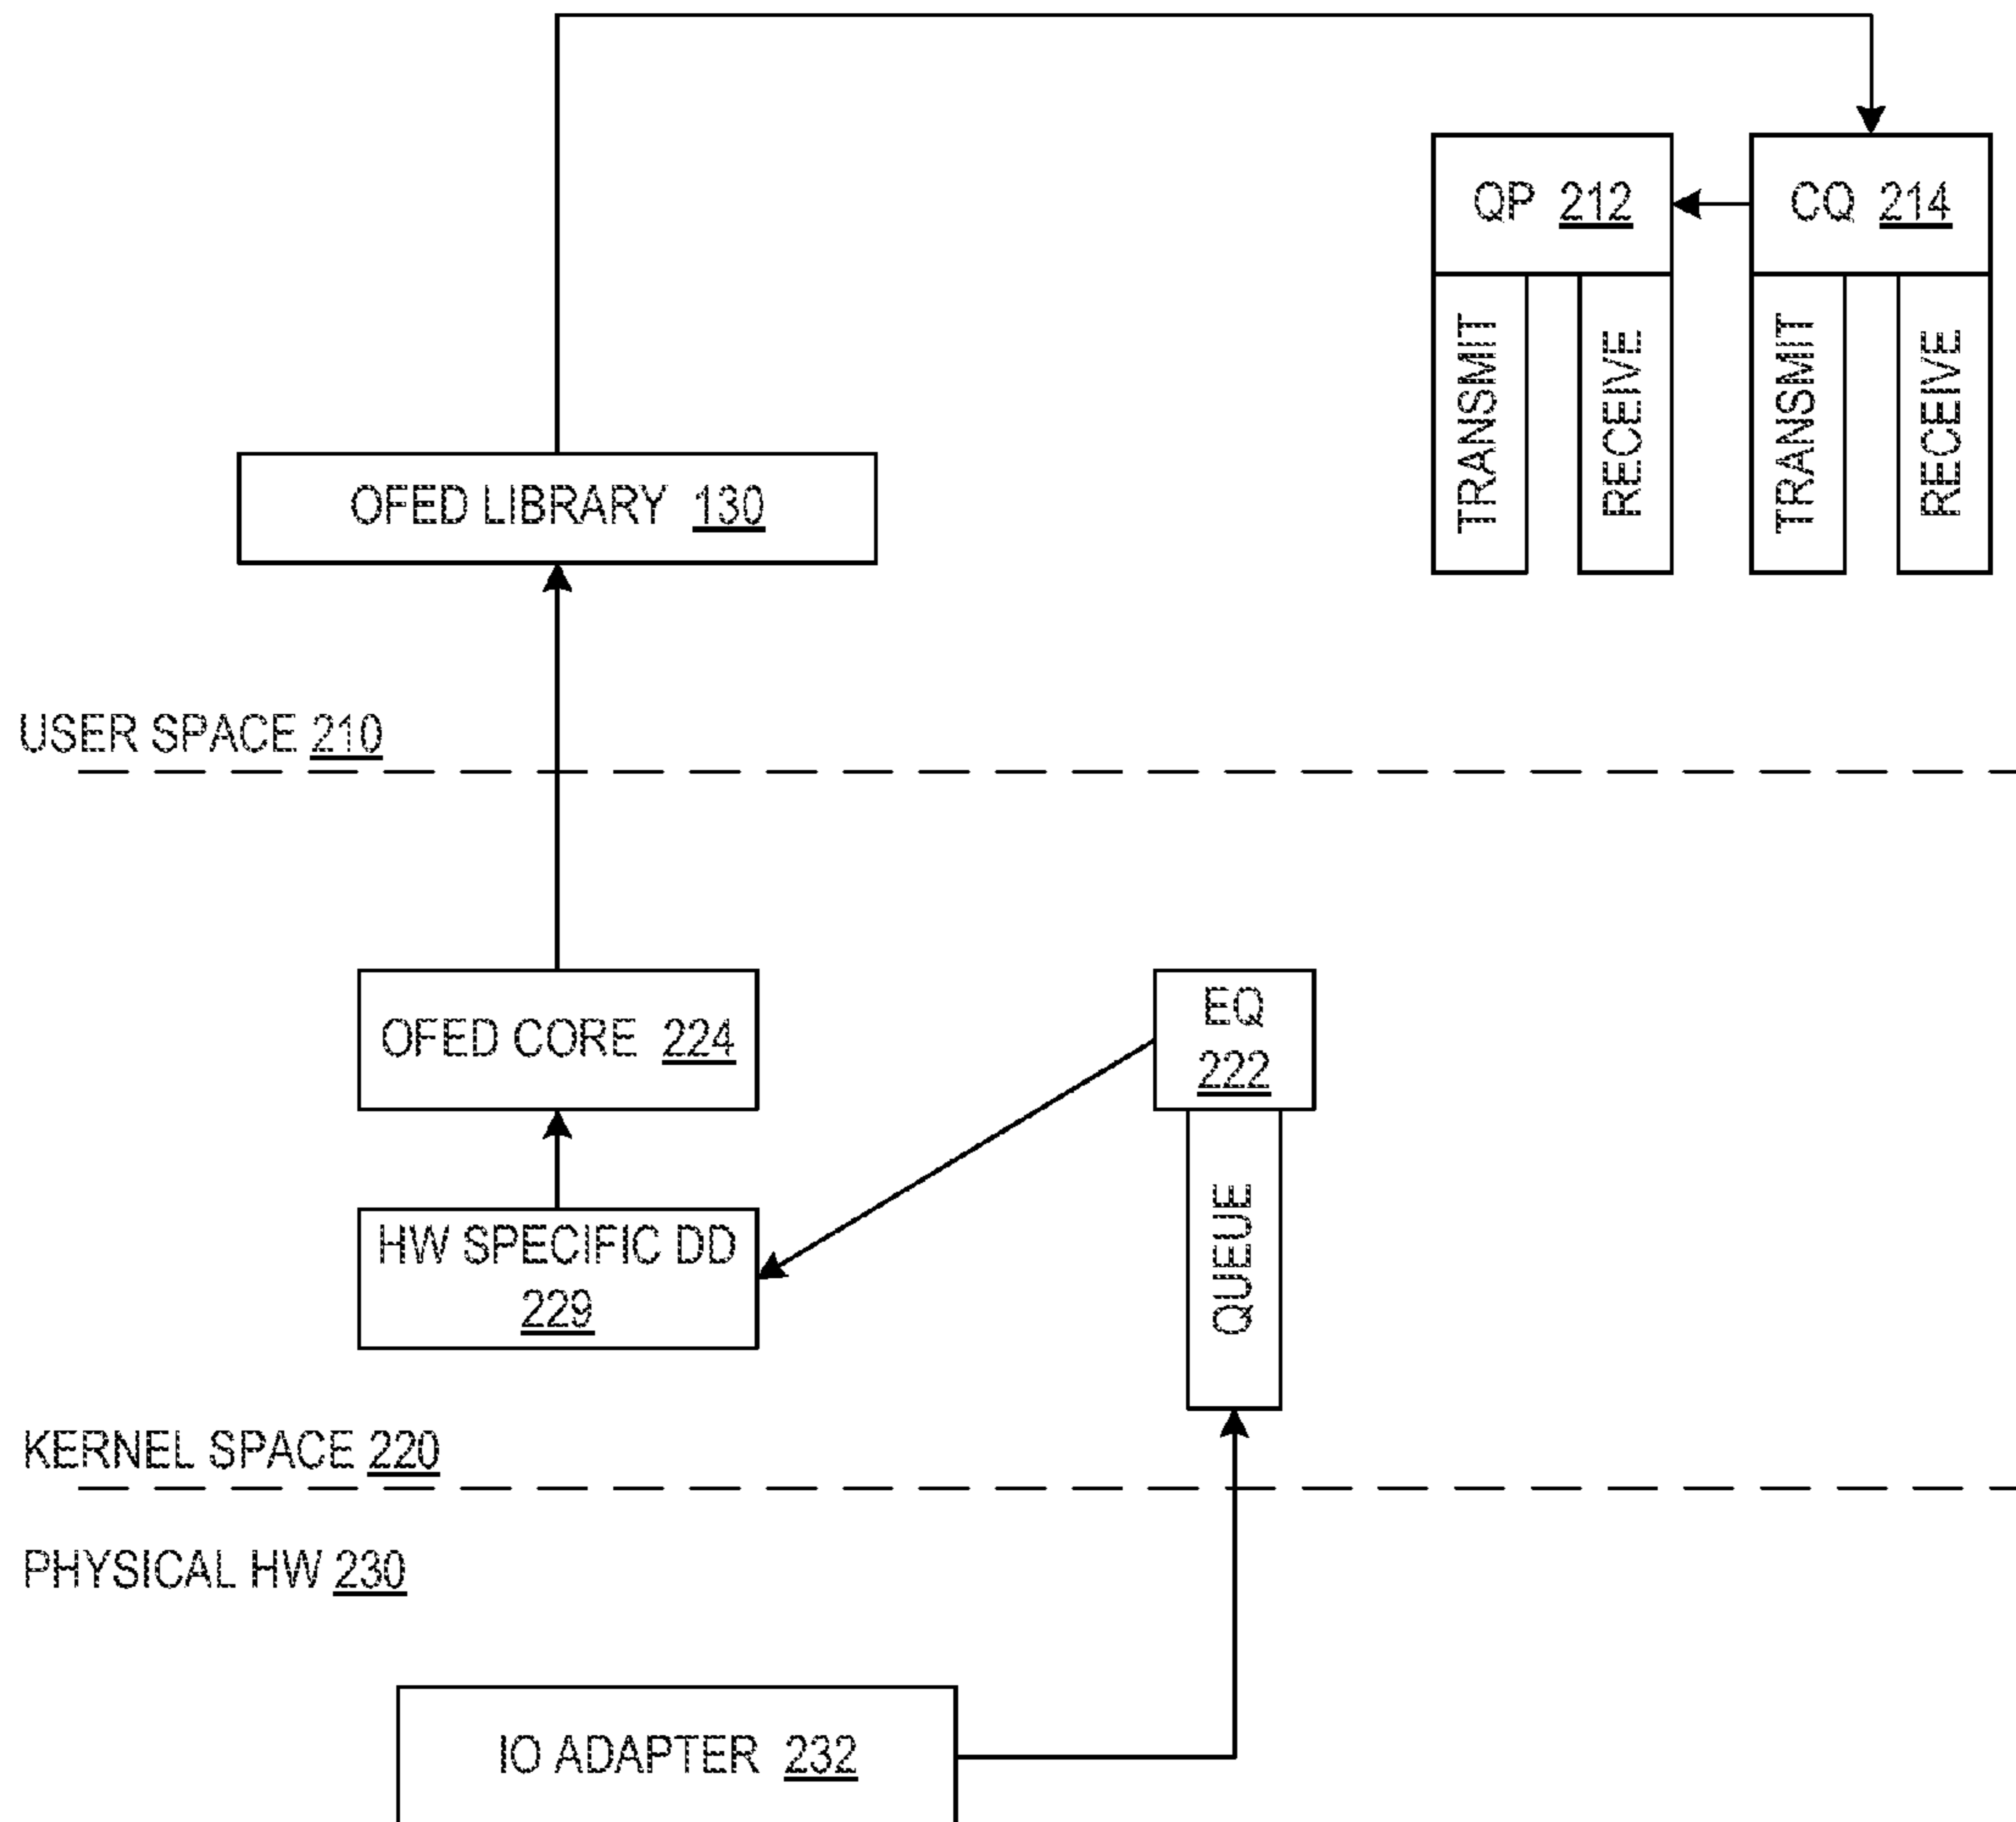 QP 212
CQ 214
TRANSMIT
RECEIVE
TRANSMIT
RECEIVE
OFED LIBRARY 130
USER SPACE 210
OFED CORE 224
EQ
222
HW SPECIFIC DD
229
QUEUE
KERNEL SPACE 220
PHYSICAL HW 230
IO ADAPTER 232